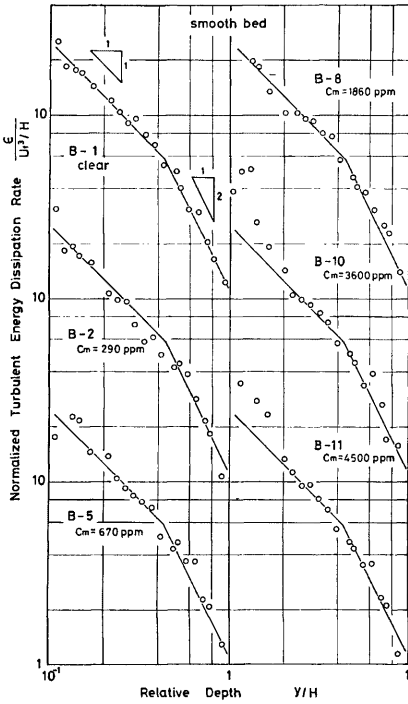 smooth bed
1
1
10
B-1
clear
1
2
B-8
Cm=1860 ppm
10
B-2
Cm=290 ppm
B-10
Cm=3600 ppm
10
B-5
Cm=670 ppm
B-11
Cm=4500 ppm
1
10⁻¹
1
1
Relative Depth y/H
Normalized Turbulent Energy Dissipation Rate ϵ/Ur³/H